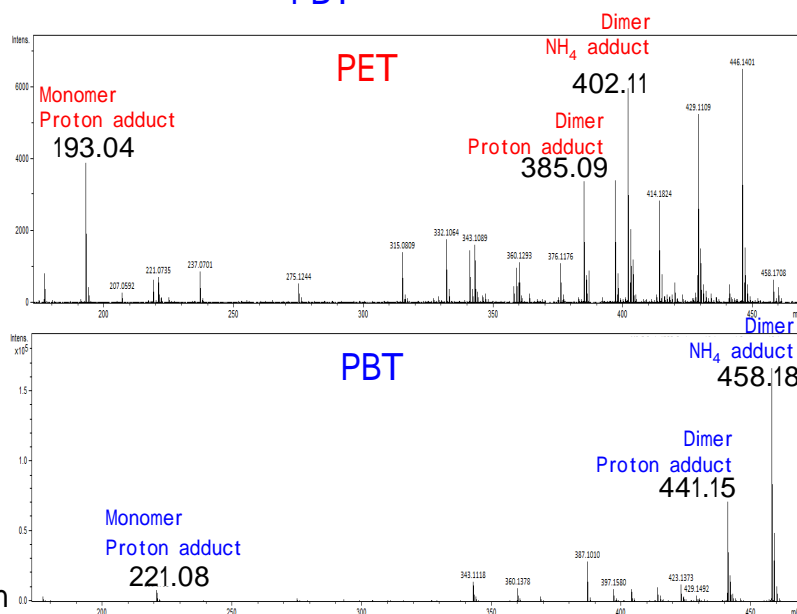 PBT
Intens.
PET
Dimer
NH4 adduct
402.11
446.1401
6000
Monomer
Proton adduct
193.04
Dimer
Proton adduct
385.09
429.1109
4000
414.1824
2000
207.0592
221.0735
237.0701
275.1244
315.0809
332.1064
343.1089
360.1293
376.1176
458.1708
0
200
250
300
350
400
450
m
Intens.
x10⁵
PBT
Dimer
NH4 adduct
458.18
1.5
Dimer
Proton adduct
441.15
1.0
Monomer
Proton adduct
221.08
0.5
343.1118
360.1378
387.1010
397.1580
423.1373
429.1492
0.0
n
200
250
300
350
400
450
m